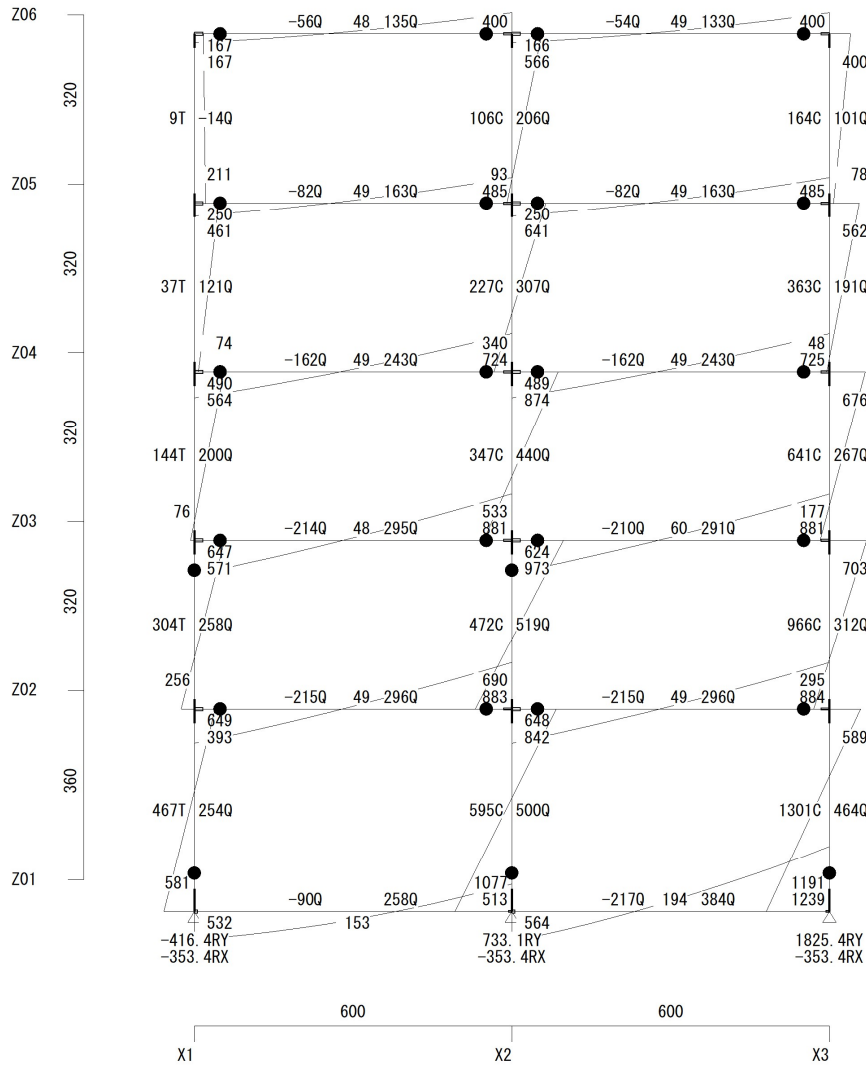 Z06 -56Q 48 135Q 400 -54Q 49 133Q 400
167 166
167 566 400
320
9T -14Q 106C 206Q 164C 101Q
211 93 78
Z05 -82Q 49 163Q 485 -82Q 49 163Q 485
250 250
461 641 562
320
37T 121Q 227C 307Q 363C 191Q
74 340 48
Z04 -162Q 49 243Q 724 -162Q 49 243Q 725
490 489
564 874 676
320
144T 200Q 347C 440Q 641C 267Q
76 533 177
Z03 -214Q 48 295Q 881 -210Q 60 291Q 881
647 624
571 973 703
320
304T 258Q 472C 519Q 966C 312Q
256 690 295
Z02 -215Q 49 296Q 883 -215Q 49 296Q 884
649 648
393 842 589
360
467T 254Q 595C 500Q 1301C 464Q
Z01 581 1077 1191
-90Q 258Q 513 -217Q 194 384Q 1239
532 153 564
-416.4RY 733.1RY 1825.4RY
-353.4RX -353.4RX -353.4RX
600 600
X1 X2 X3